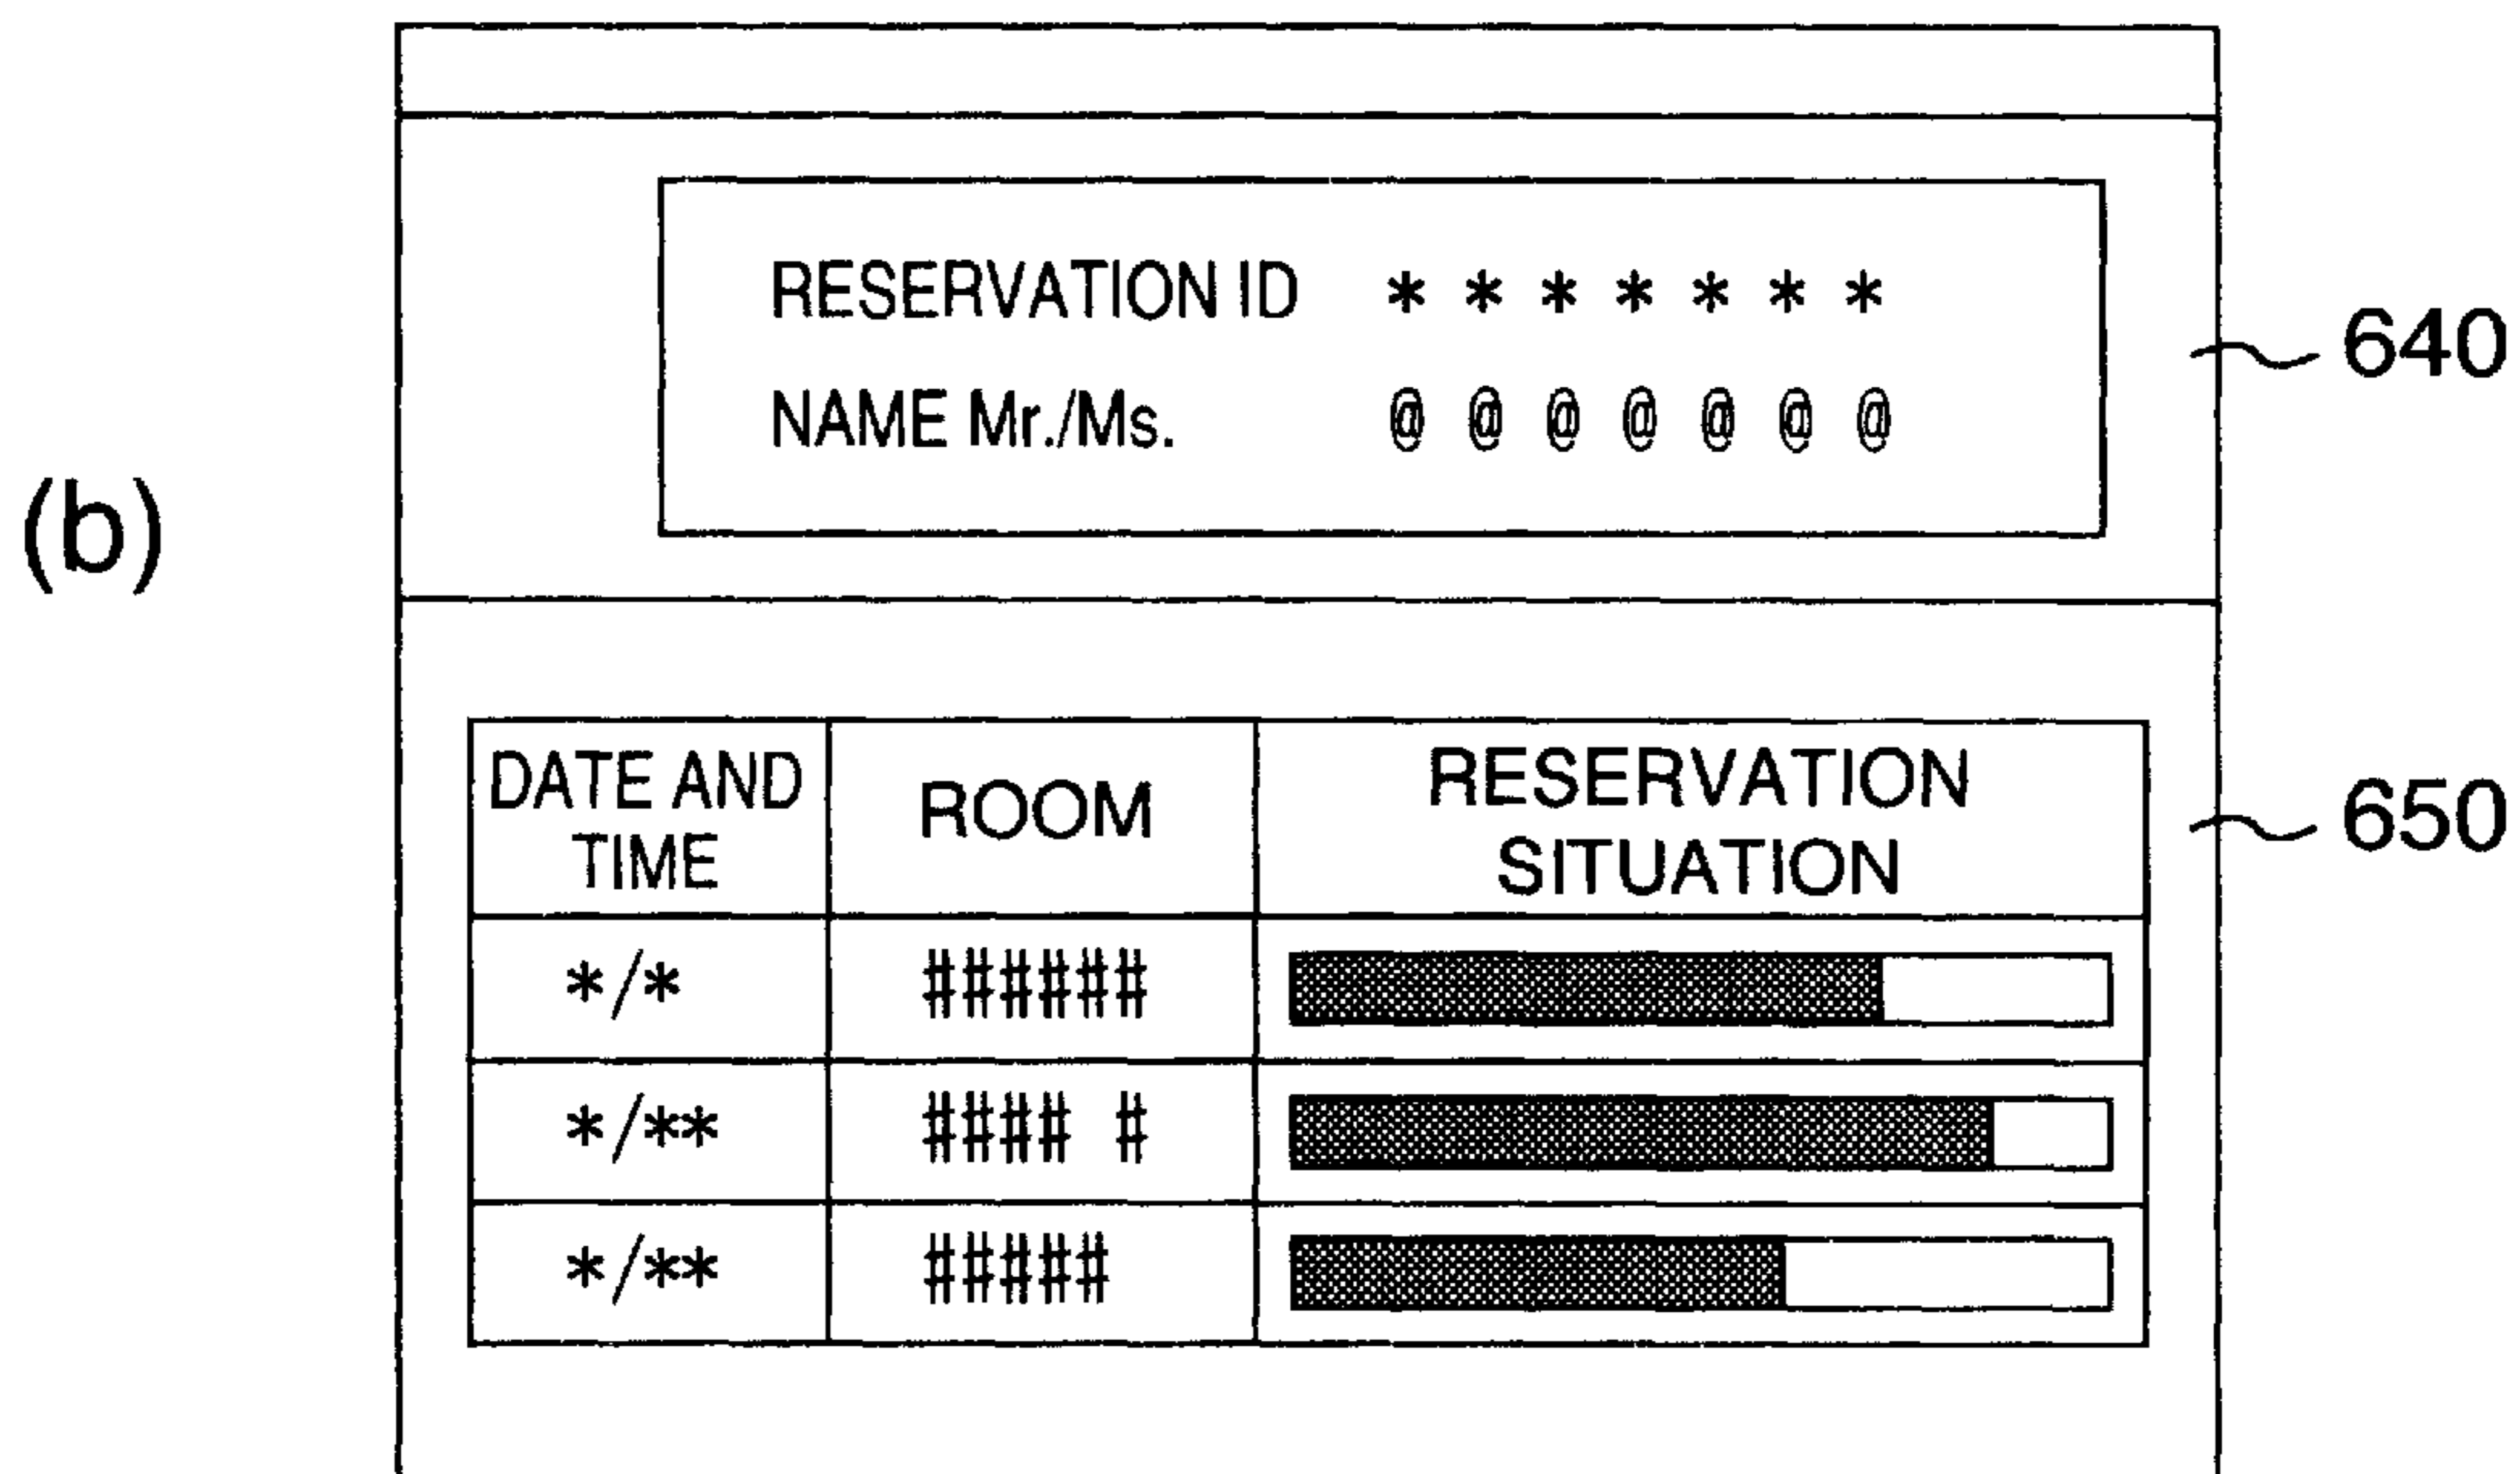 RESERVATION ID * * * * * * *
640
NAME Mr./Ms. @ @ @ @ @ @ @
(b)
DATE AND TIME
ROOM
RESERVATION SITUATION
650
*/* ######
*/** #### #
*/** #####